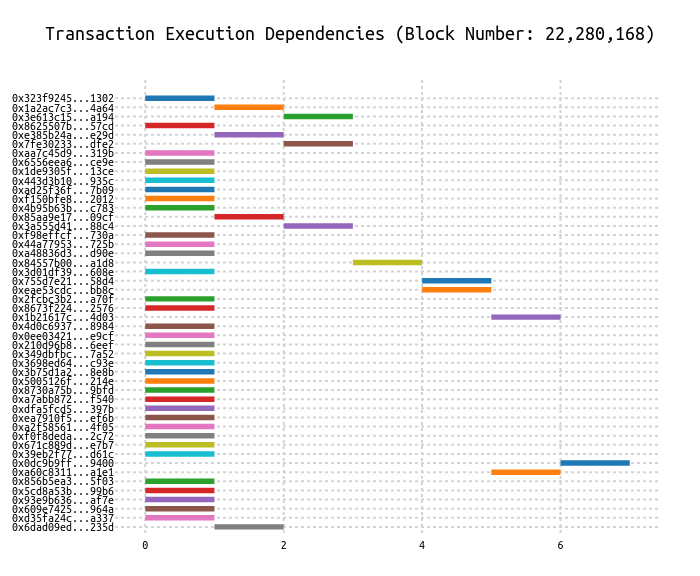 Transaction Execution Dependencies (Block Number: 22,280,168)
0x323f9245...1302
0x1a2ac7c3...4a64
0x3e613c15...a194
0x8625507b...57cd
0xe385b24a...e29d
0x7fe30233...dfe2
0xaa7c45d9...319b
0x6556eea6...ce9e
0x1de9305f...13ce
0x443d3b10...935c
0xad25f36f...7b09
0xf150bfe8...2012
0x4b95b63b...c783
0x85aa9e17...09cf
0x3a555d41...88c4
0xf98effcf...730a
0x44a77953...725b
0xa48836d3...d90e
0x84557b00...a1d8
0x3d01df39...608e
0x755d7e21...58d4
0xeae53cdc...bb8c
0x2fcbc3b2...a70f
0x8673f224...2576
0x1b21617c...4d03
0x4d0c6937...8984
0x0ee03421...e9cf
0x210d96b8...6eef
0x349dbfbc...7a52
0x3698ed64...c93e
0x3b75d1a2...8e8b
0x5005126f...214e
0x8730a75b...9bfd
0xa7abb872...f540
0xdfa5fcd5...397b
0xea7910f5...ef6b
0xa2f58561...4f05
0xf0f8deda...2c72
0x671c889d...e7b7
0x39eb2f77...d61c
0x0dc9b9ff...9400
0xa60c8311...a1e1
0x856b5ea3...5f03
0x5cd8a53b...99b6
0x93e9b636...af7e
0x609e7425...964a
0xd35fa24c...a337
0x6dad09ed...235d
0 2 4 6